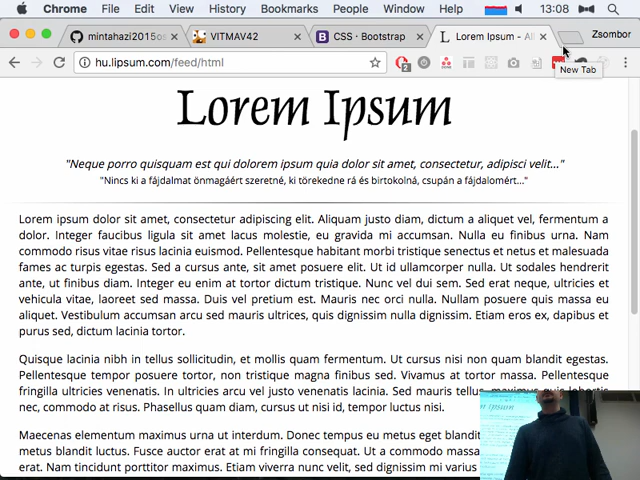 Chrome File Edit View History Bookmarks People Window Help 13:08
mintahazi2015os VITMAV42 CSS · Bootstrap Lorem Ipsum - All Zsombor
hu.lipsum.com/feed/html 2
New Tab
Lorem Ipsum
"Neque porro quisquam est qui dolorem ipsum quia dolor sit amet, consectetur, adipisci velit..."
"Nincs ki a fájdalmat önmagáért szeretné, ki törekedne rá és birtokolná, csupán a fájdalomért..."
Lorem ipsum dolor sit amet, consectetur adipiscing elit. Aliquam justo diam, dictum a aliquet vel, fermentum a
dolor. Integer faucibus ligula sit amet lacus molestie, eu gravida mi accumsan. Nulla eu finibus urna. Nam
commodo risus vitae risus lacinia euismod. Pellentesque habitant morbi tristique senectus et netus et malesuada
fames ac turpis egestas. Sed a cursus ante, sit amet posuere elit. Ut id ullamcorper nulla. Ut sodales hendrerit
ante, ut finibus diam. Integer eu enim at tortor dictum tristique. Nunc vel dui sem. Sed erat neque, ultricies et
vehicula vitae, laoreet sed massa. Duis vel pretium est. Mauris nec orci nulla. Nullam posuere quis massa eu
aliquet. Vestibulum accumsan arcu sed mauris ultrices, quis dignissim nulla dignissim. Etiam eros ex, dapibus et
purus sed, dictum lacinia tortor.
Quisque lacinia nibh in tellus sollicitudin, et mollis quam fermentum. Ut cursus nisi non quam blandit egestas.
Pellentesque tempor posuere tortor, non tristique magna finibus sed. Vivamus at tortor massa. Pellentesque
fringilla ultricies venenatis. In ultricies arcu vel justo venenatis lacinia. Sed mauris tellus, maximus quis
nec, commodo at risus. Phasellus quam diam, cursus ut nisi id, tempor luctus nisi.
Maecenas elementum maximus urna ut interdum. Donec tempus eu metus eget blandit
metus blandit luctus. Fusce auctor erat at mi fringilla consequat. Ut a commodo massa
erat. Nam tincidunt porttitor maximus. Etiam viverra nunc velit, sed dignissim mi varius